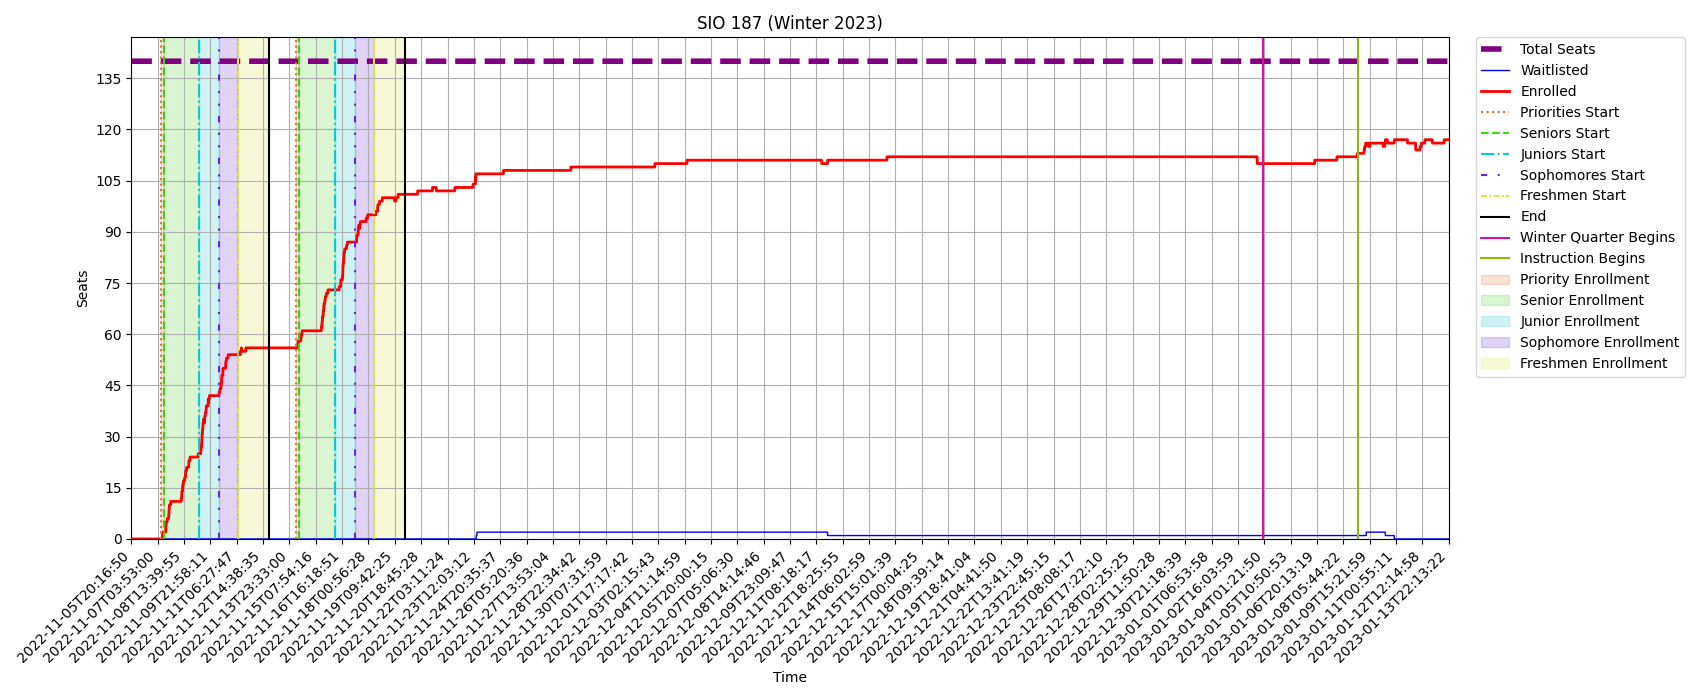 SIO 187 (Winter 2023)
Seats
135
120
105
90
75
60
45
30
15
0
2022-11-05T20:16:50
2022-11-07T03:53:00
2022-11-08T13:39:55
2022-11-09T21:58:11
2022-11-11T06:27:47
2022-11-12T14:38:35
2022-11-13T23:33:00
2022-11-15T07:54:16
2022-11-16T16:18:51
2022-11-18T00:56:28
2022-11-19T09:42:25
2022-11-20T18:45:28
2022-11-22T03:11:24
2022-11-23T12:03:12
2022-11-24T20:35:37
2022-11-26T05:20:36
2022-11-27T13:53:04
2022-11-28T22:34:42
2022-11-30T07:31:59
2022-12-01T17:17:42
2022-12-03T02:15:43
2022-12-04T11:14:59
2022-12-05T20:00:15
2022-12-07T05:06:30
2022-12-08T14:14:46
2022-12-09T23:09:47
2022-12-11T08:18:17
2022-12-12T18:25:55
2022-12-14T06:02:59
2022-12-15T15:01:39
2022-12-17T00:04:25
2022-12-18T09:39:14
2022-12-19T18:41:04
2022-12-21T04:41:50
2022-12-22T13:41:19
2022-12-23T22:45:15
2022-12-25T08:08:17
2022-12-26T17:22:10
2022-12-28T02:25:25
2022-12-29T11:50:28
2022-12-30T21:18:39
2023-01-01T06:53:58
2023-01-02T16:03:59
2023-01-04T01:21:50
2023-01-05T10:50:53
2023-01-06T20:13:19
2023-01-08T05:44:22
2023-01-09T15:21:59
2023-01-11T00:55:11
2023-01-12T12:14:58
2023-01-13T22:13:22
Time
Total Seats
Waitlisted
Enrolled
Priorities Start
Seniors Start
Juniors Start
Sophomores Start
Freshmen Start
End
Winter Quarter Begins
Instruction Begins
Priority Enrollment
Senior Enrollment
Junior Enrollment
Sophomore Enrollment
Freshmen Enrollment